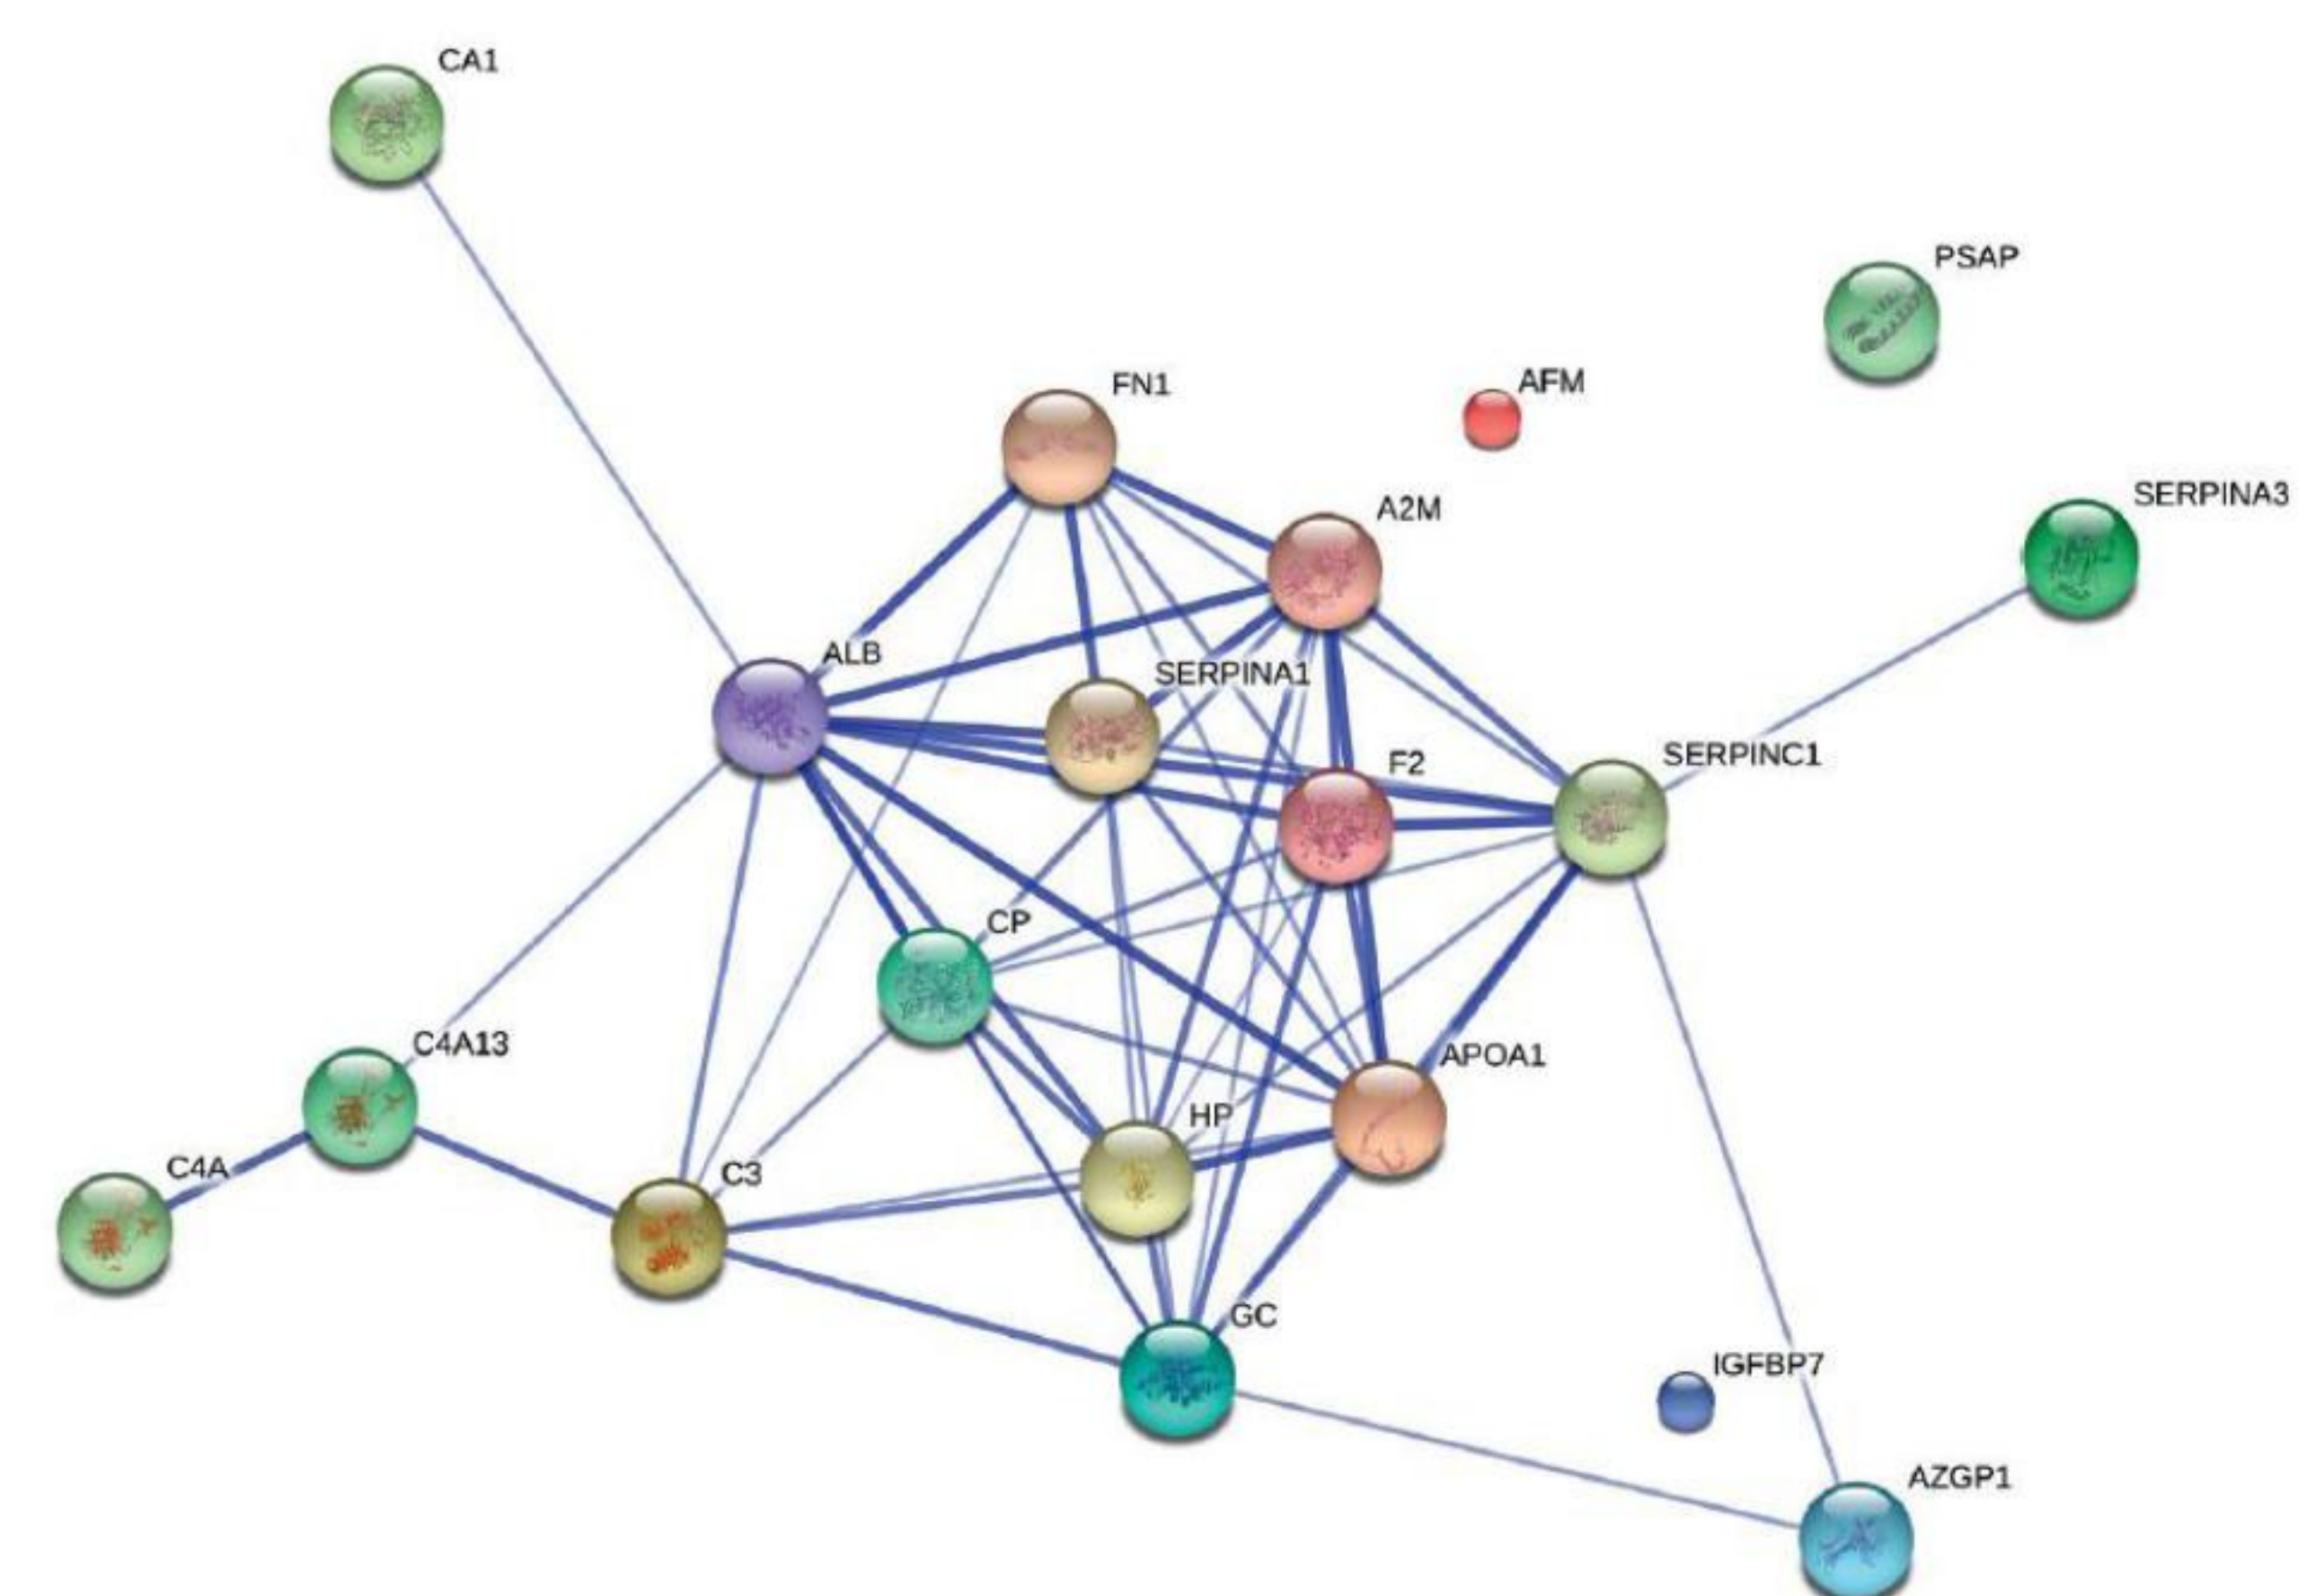 CA1
PSAP
FN1
AFM
SERPINA3
A2M
ALB
SERPINA1
SERPINC1
F2
CP
C4A13
APOA1
HP
C4A
C3
GC
IGFBP7
AZGP1